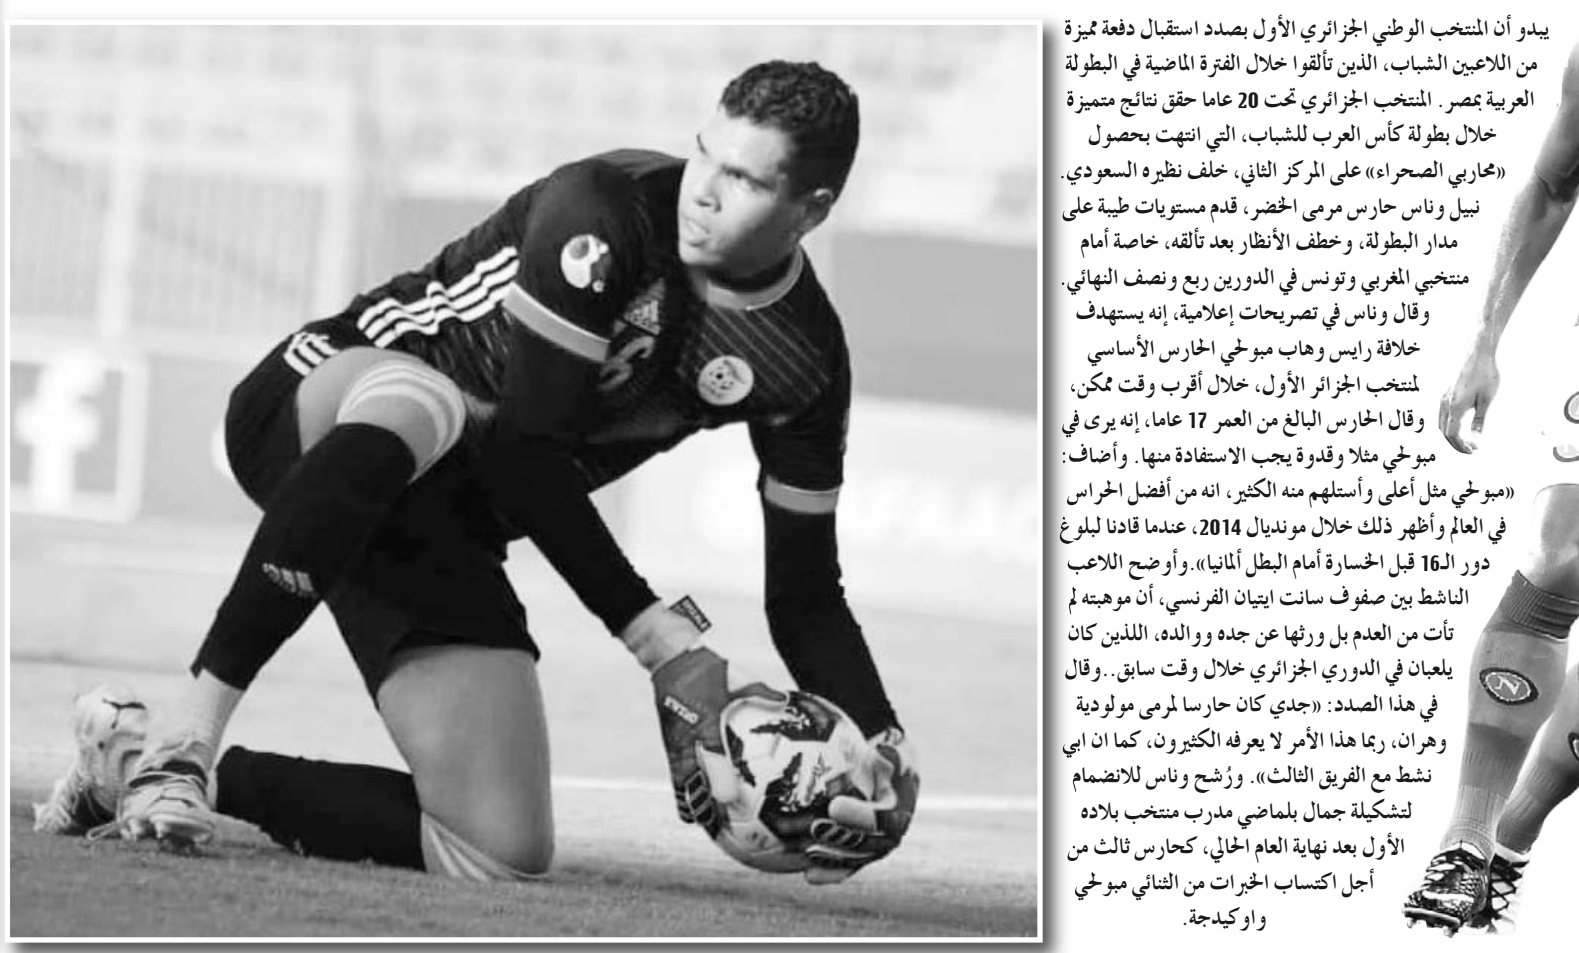 يبدو أن المنتخب الوطني الجزائري الأول بصدد استقبال دفعة مميزة
من اللاعبين الشباب، الذين تألقوا خلال الفترة الماضية في البطولة
العربية بمصر. المنتخب الجزائري تحت 20 عاما حقق نتائج متميزة
خلال بطولة كأس العرب للشباب، التي انتهت بحصول
«محاربي الصحراء» على المركز الثاني، خلف نظيره السعودي.
نبيل وناس حارس مرمى الخضر، قدم مستويات طيبة على
مدار البطولة، وخطف الأنظار بعد تألقه، خاصة أمام
منتخبي المغربي وتونس في الدورين ربع ونصف النهائي.
وقال وناس في تصريحات إعلامية، إنه يستهدف
خلافة رايس وهاب مبولحي الحارس الأساسي
لمنتخب الجزائر الأول، خلال أقرب وقت ممكن،
وقال الحارس البالغ من العمر 17 عاما، إنه يرى في
مبولحي مثلا وقدوة يجب الاستفادة منها. وأضاف:
«مبولحي مثل أعلى وأستلهم منه الكثير، انه من أفضل الحراس
في العالم وأظهر ذلك خلال مونديال 2014، عندما قادنا لبلوغ
دور الـ16 قبل الخسارة أمام البطل ألمانيا».وأوضح اللاعب
الناشط بين صفوف سانت ايتيان الفرنسي، أن موهبته لم
تأت من العدم بل ورثها عن جده ووالده، اللذين كان
يلعبان في الدوري الجزائري خلال وقت سابق..وقال
في هذا الصدد: «جدي كان حارسا لمرمى مولودية
وهران، ربما هذا الأمر لا يعرفه الكثيرون، كما ان ابي
نشط مع الفريق الثالث». ورُشح وناس للانضمام
لتشكيلة جمال بلماضي مدرب منتخب بلاده
الأول بعد نهاية العام الحالي، كحارس ثالث من
أجل اكتساب الخبرات من الثنائي مبولحي
واوكيدجة.